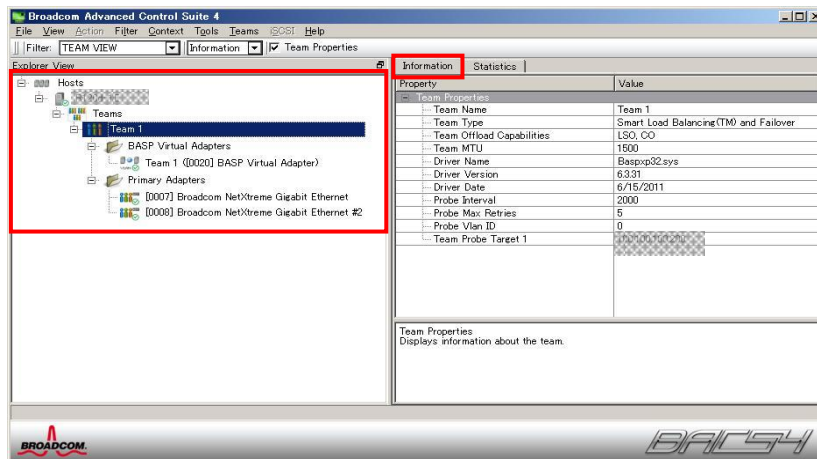 Broadcom Advanced Control Suite 4
File View Action Filter Context Tools Teams iSCSI Help
Filter: TEAM VIEW Information Team Properties
Explorer View
Hosts
Teams
Team 1
BASP Virtual Adapters
Team 1 ([0020] BASP Virtual Adapter)
Primary Adapters
[0007] Broadcom NetXtreme Gigabit Ethernet
[0008] Broadcom NetXtreme Gigabit Ethernet #2
Information Statistics
Property Value
Team Properties
Team Name Team 1
Team Type Smart Load Balancing(TM) and Failover
Team Offload Capabilities LSO, CO
Team MTU 1500
Driver Name Baspxp32.sys
Driver Version 6.3.31
Driver Date 6/15/2011
Probe Interval 2000
Probe Max Retries 5
Probe Vlan ID 0
Team Probe Target 1
Team Properties
Displays information about the team.
BROADCOM.
BACS4